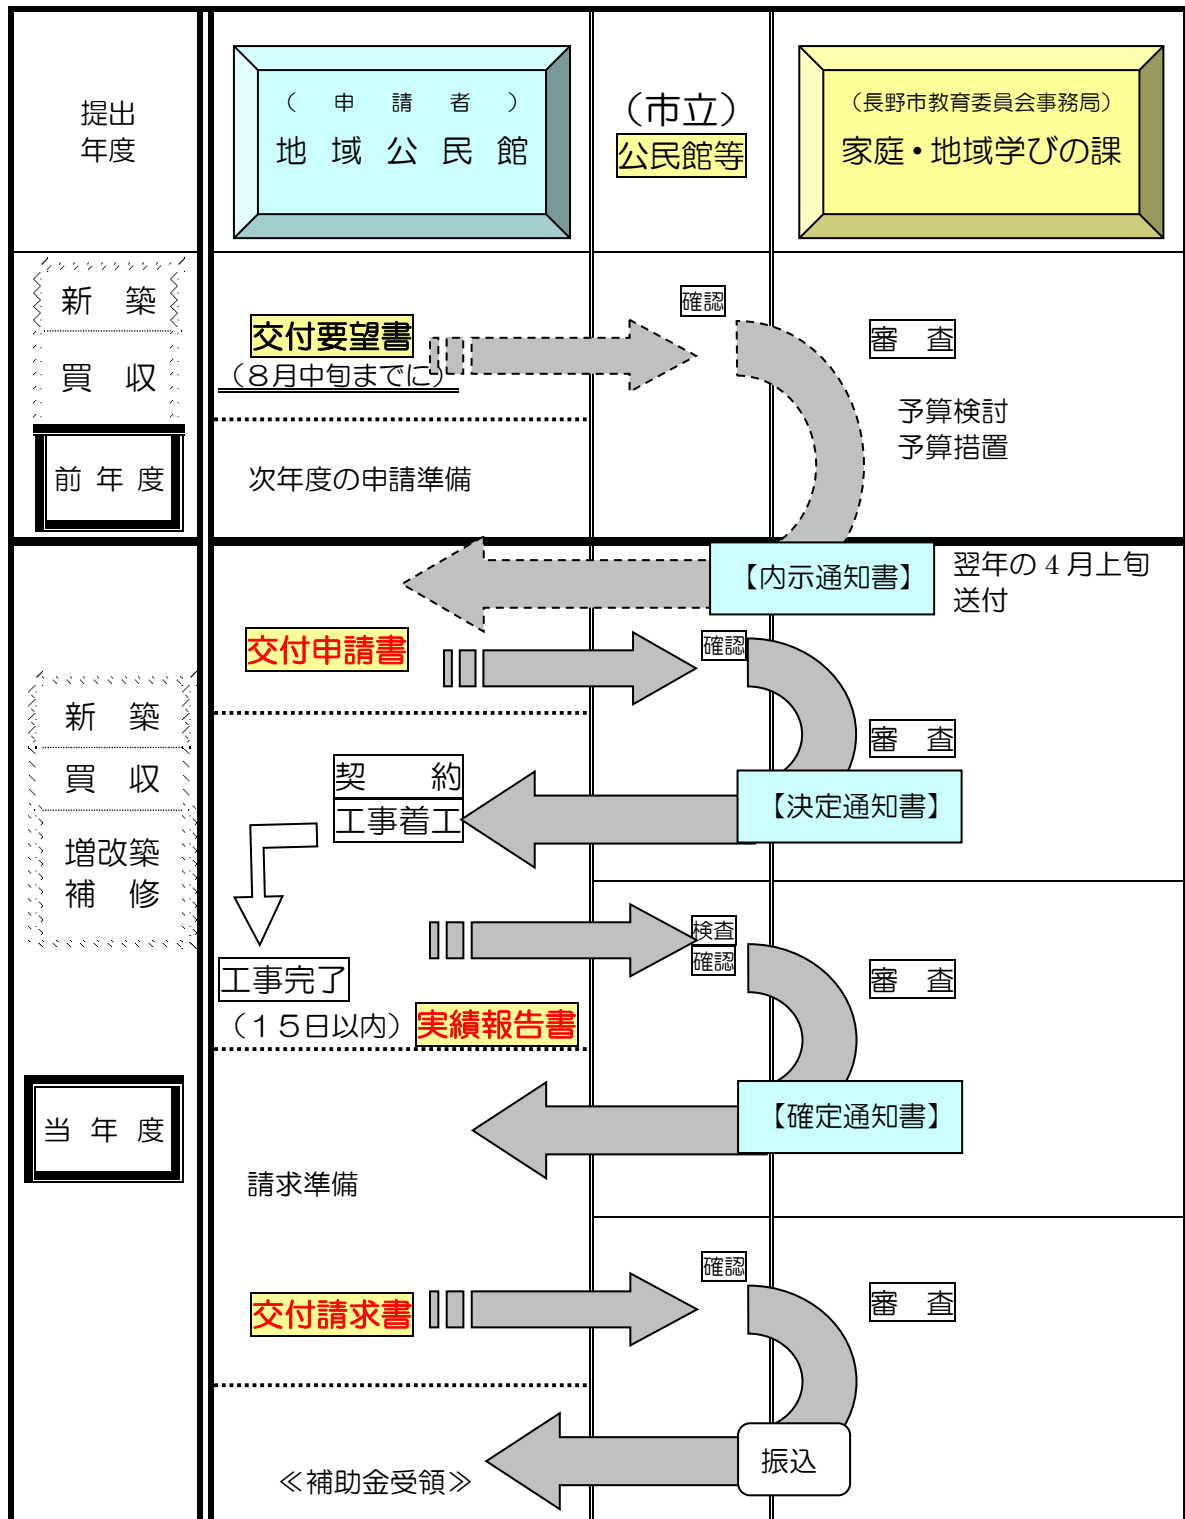 提出
年度
（申請者）
地域公民館
（市立）
公民館等
（長野市教育委員会事務局）
家庭・地域学びの課
新　築
買　収
前年度
交付要望書
（８月中旬までに）
次年度の申請準備
確認
審　査
予算検討
予算措置
【内示通知書】
翌年の4月上旬
送付
新　築
買　収
増改築
補　修
当年度
交付申請書
確認
審　査
【決定通知書】
契　約
工事着工
工事完了
（１５日以内）実績報告書
検査
確認
審　査
【確定通知書】
請求準備
交付請求書
確認
審　査
振込
≪補助金受領≫